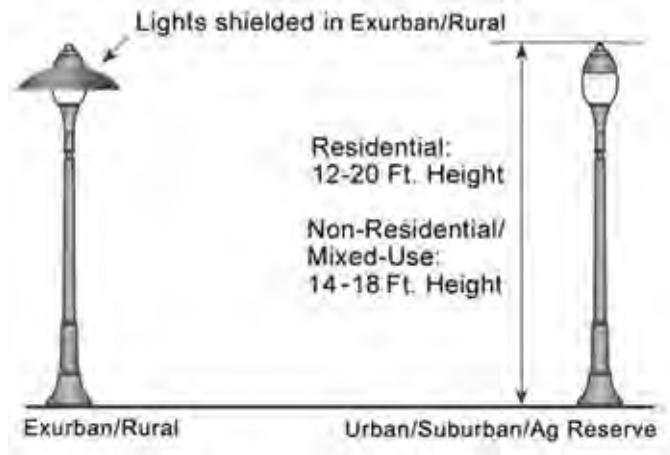 Lights shielded in Exurban/Rural
Residential:
12-20 Ft. Height
Non-Residential/
Mixed-Use:
14-18 Ft. Height
Exurban/Rural
Urban/Suburban/Ag Reserve